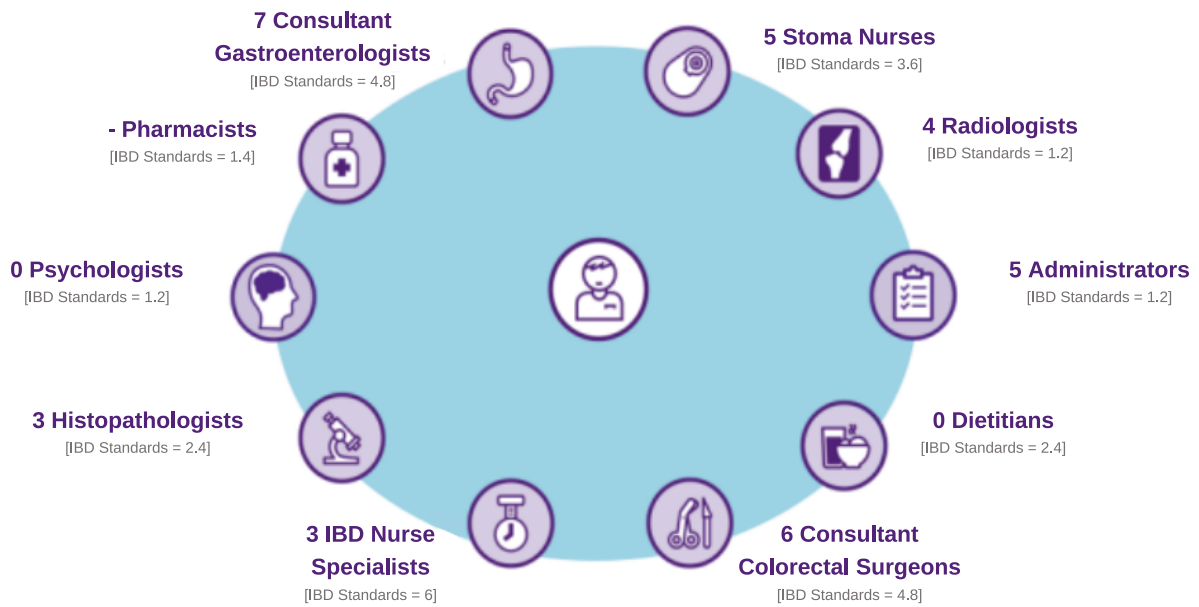 7 Consultant
Gastroenterologists
[IBD Standards = 4.8]
5 Stoma Nurses
[IBD Standards = 3.6]
- Pharmacists
[IBD Standards = 1.4]
4 Radiologists
[IBD Standards = 1.2]
0 Psychologists
[IBD Standards = 1.2]
5 Administrators
[IBD Standards = 1.2]
3 Histopathologists
[IBD Standards = 2.4]
0 Dietitians
[IBD Standards = 2.4]
3 IBD Nurse
Specialists
[IBD Standards = 6]
6 Consultant
Colorectal Surgeons
[IBD Standards = 4.8]